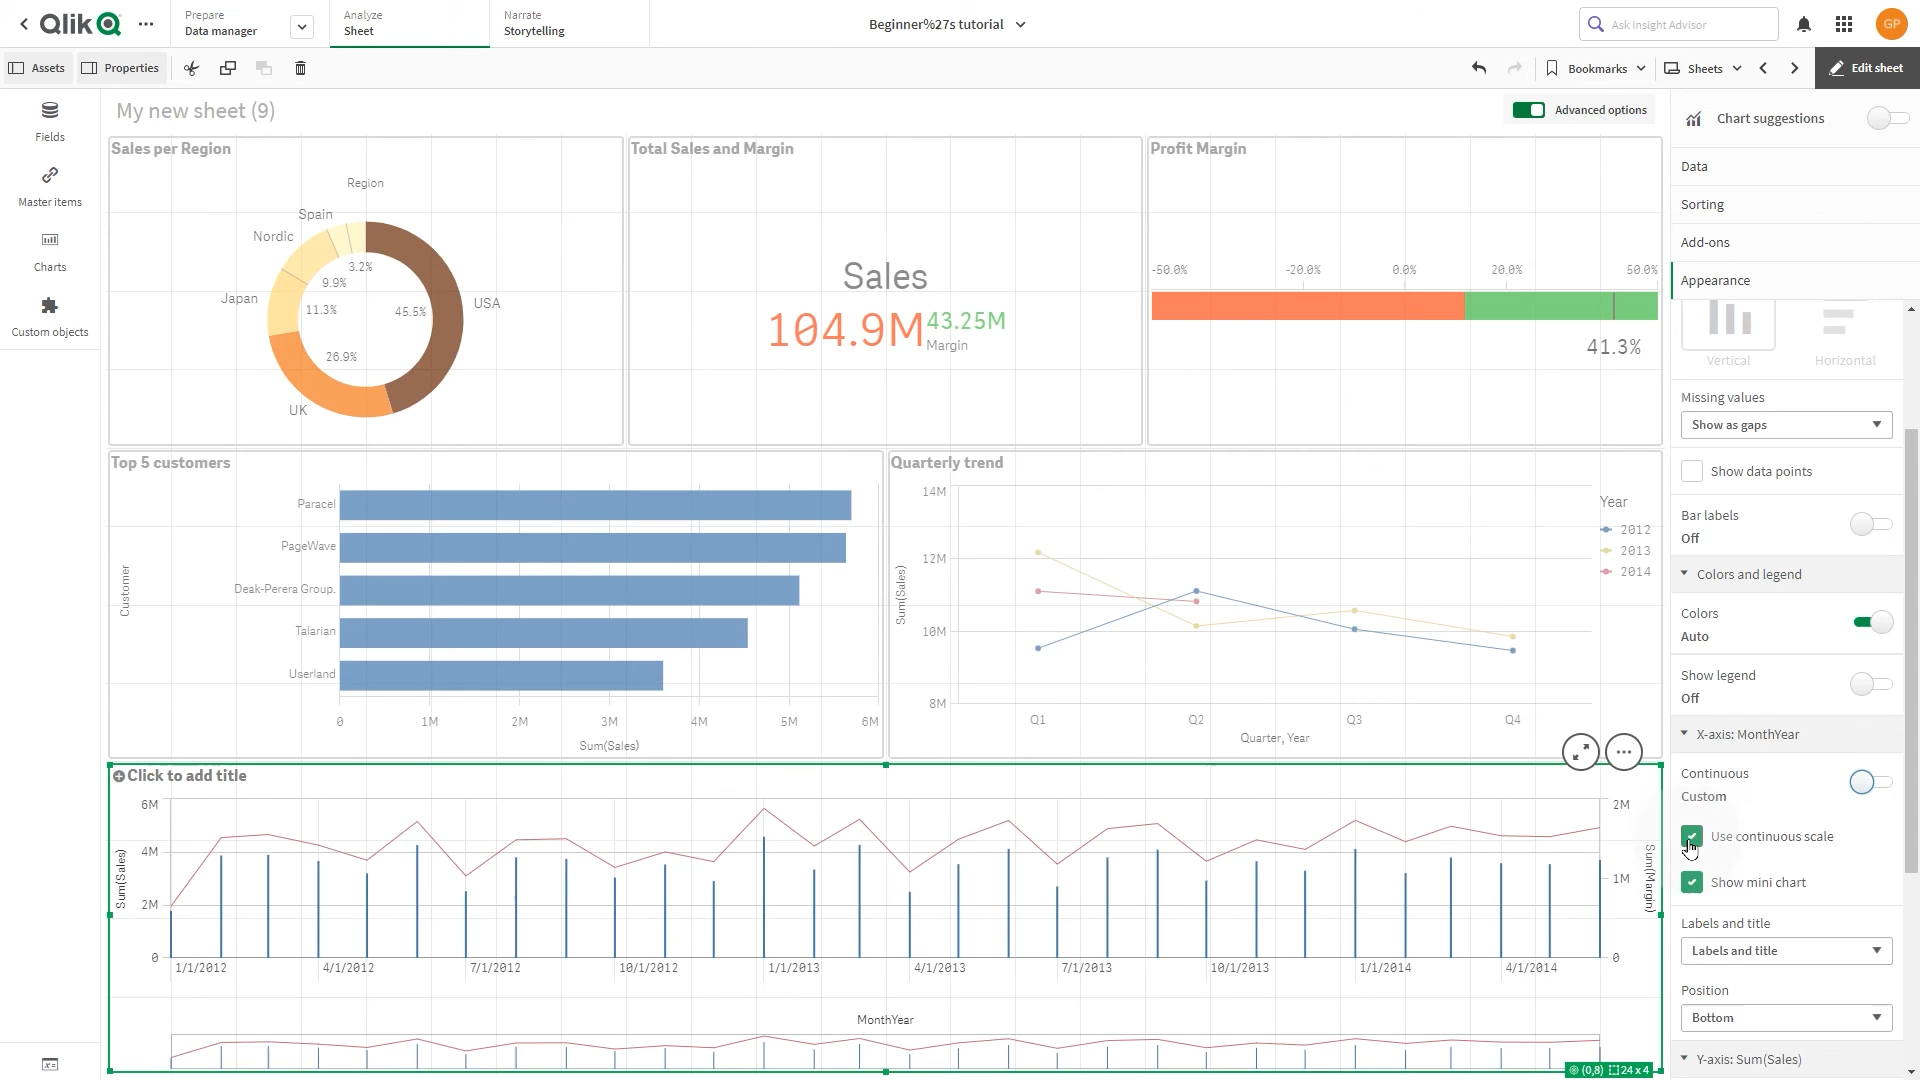 Qlik
Prepare
Data manager
Analyze
Sheet
Narrate
Storytelling
Beginner%27s tutorial
Ask Insight Advisor
GP
Assets
Properties
Bookmarks
Sheets
Edit sheet
Fields
Master items
Charts
Custom objects
My new sheet (9)
Advanced options
Sales per Region
Region
Spain
Nordic
Japan
UK
USA
3.2%
9.9%
11.3%
45.5%
26.9%
Total Sales and Margin
Sales
104.9M
43.25M
Margin
Profit Margin
-50.0%
-20.0%
0.0%
20.0%
50.0%
41.3%
Top 5 customers
Customer
Paracel
PageWave
Deak-Perera Group.
Talarian
Userland
0
1M
2M
3M
4M
5M
6M
Sum(Sales)
Quarterly trend
Sum(Sales)
14M
12M
10M
8M
Q1
Q2
Q3
Q4
Quarter, Year
Year
2012
2013
2014
Click to add title
Sum(Sales)
6M
4M
2M
0
1/1/2012
4/1/2012
7/1/2012
10/1/2012
1/1/2013
4/1/2013
7/1/2013
10/1/2013
1/1/2014
4/1/2014
2M
1M
0
Sum(Margin)
MonthYear
(0,8) 24 x 4
Chart suggestions
Data
Sorting
Add-ons
Appearance
Vertical
Horizontal
Missing values
Show as gaps
Show data points
Bar labels
Off
Colors and legend
Colors
Auto
Show legend
Off
X-axis: MonthYear
Continuous
Custom
Use continuous scale
Show mini chart
Labels and title
Labels and title
Position
Bottom
Y-axis: Sum(Sales)